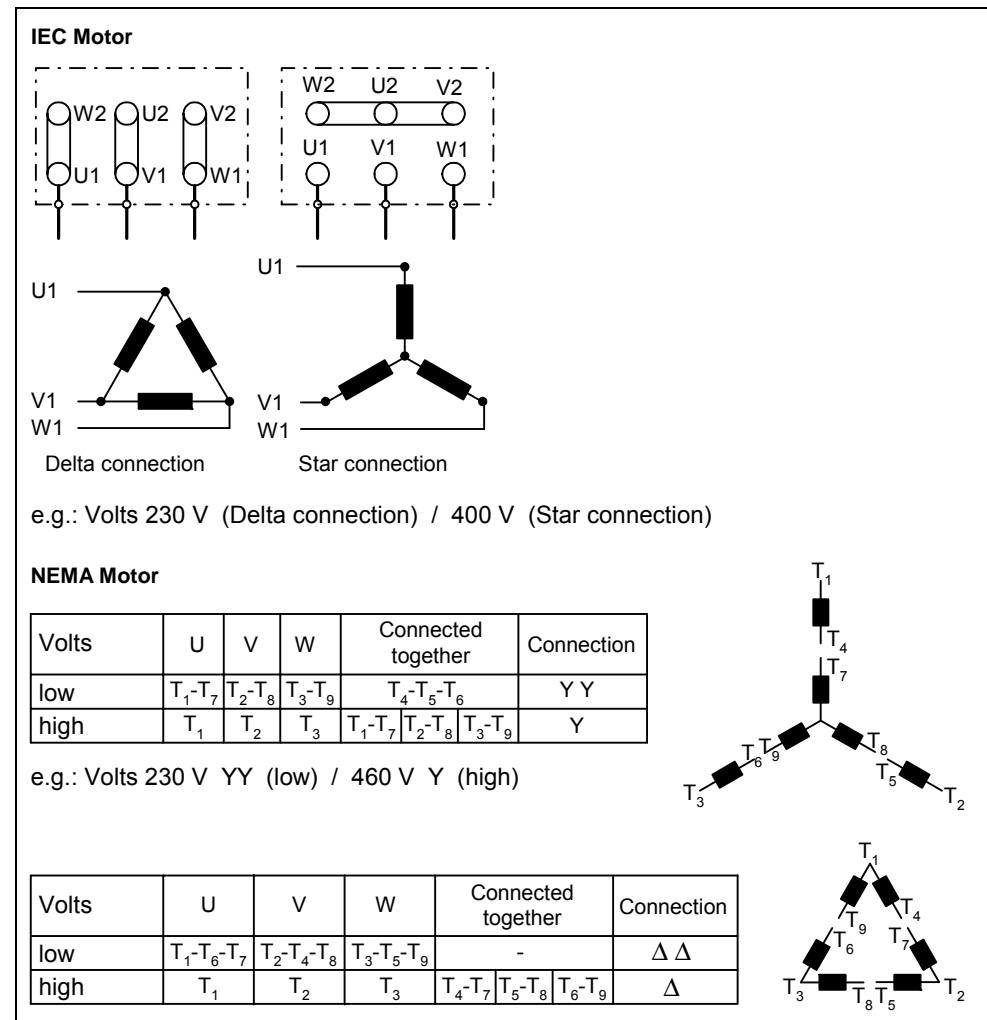 IEC Motor
W2 U2 V2
U1 V1 W1
W2 U2 V2
U1 V1 W1
U1
V1
W1
Delta connection
U1
V1
W1
Star connection
e.g.: Volts 230 V (Delta connection) / 400 V (Star connection)
NEMA Motor
Volts U V W Connected together Connection
low T1-T7 T2-T8 T3-T9 T4-T5-T6 Y Y
high T1 T2 T3 T1-T7 T2-T8 T3-T9 Y
e.g.: Volts 230 V YY (low) / 460 V Y (high)
T1
T4
T7
T6 T9 T8
T5
T3 T2
Volts U V W Connected together Connection
low T1-T6-T7 T2-T4-T8 T3-T5-T9 - Δ Δ
high T1 T2 T3 T4-T7 T5-T8 T6-T9 Δ
T1
T9 T4
T6 T7
T3 T8 T5 T2